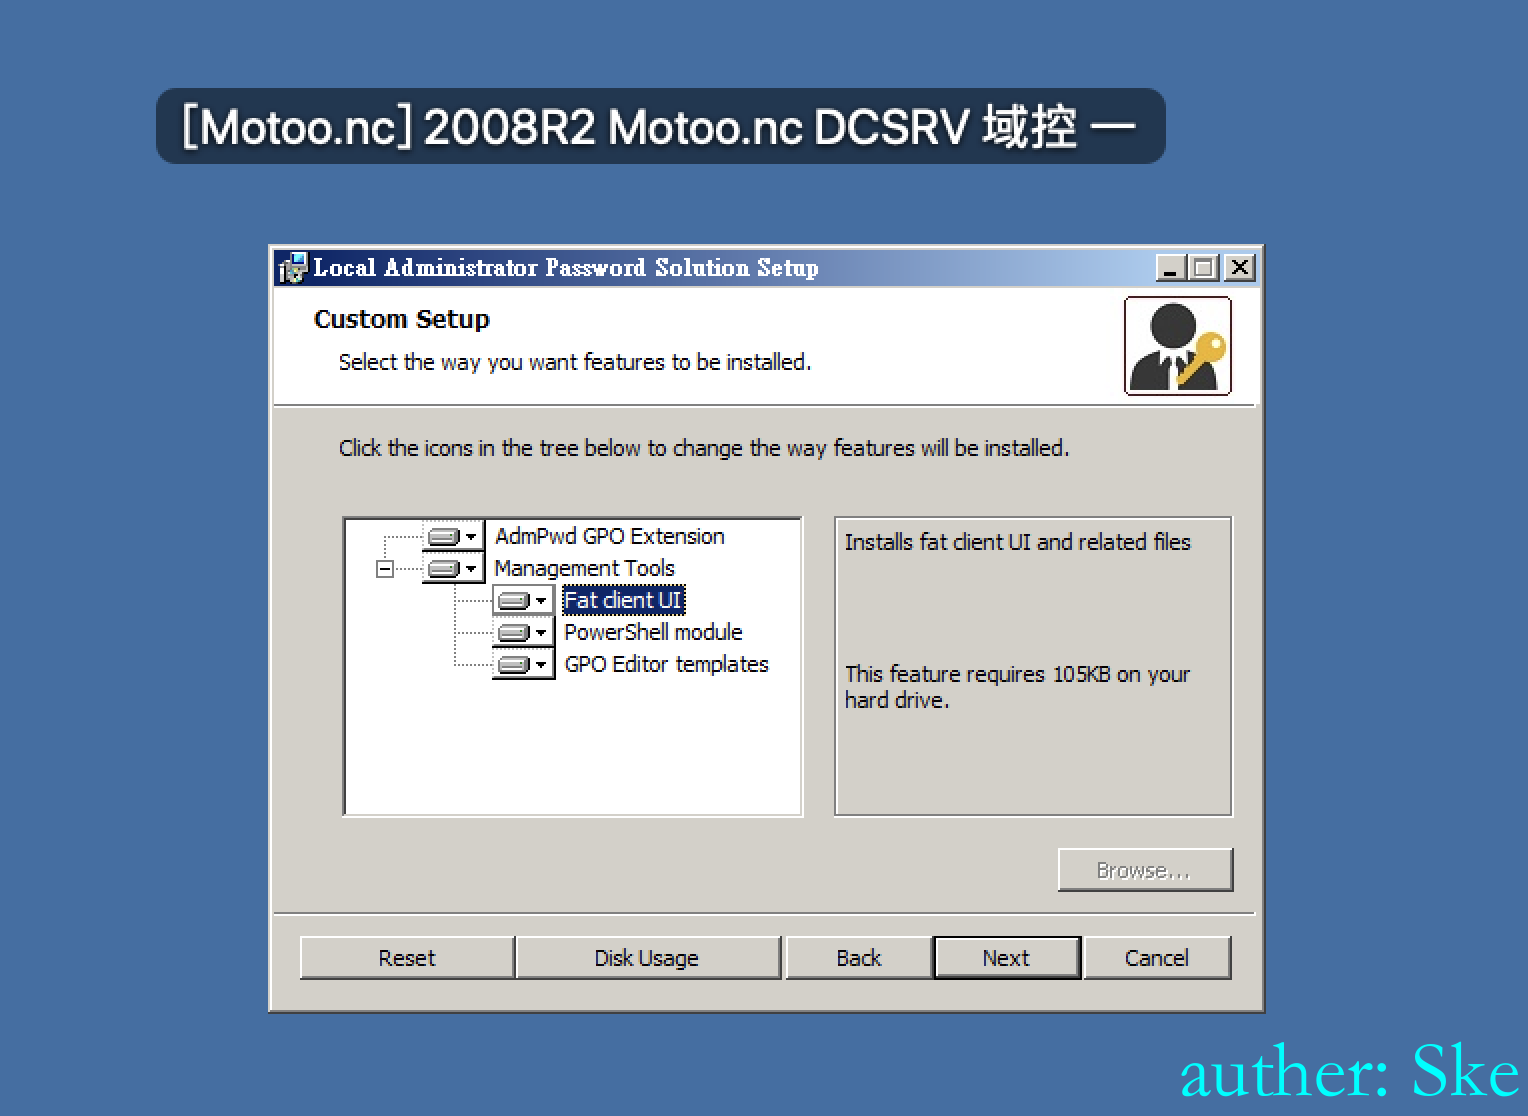 [Motoo.nc] 2008R2 Motoo.nc DCSRV 域控 一
Local Administrator Password Solution Setup
Custom Setup
Select the way you want features to be installed.
Click the icons in the tree below to change the way features will be installed.
AdmPwd GPO Extension
Management Tools
Fat client UI
PowerShell module
GPO Editor templates
Installs fat client UI and related files
This feature requires 105KB on your
hard drive.
Browse...
Reset Disk Usage Back Next Cancel
auther: Ske